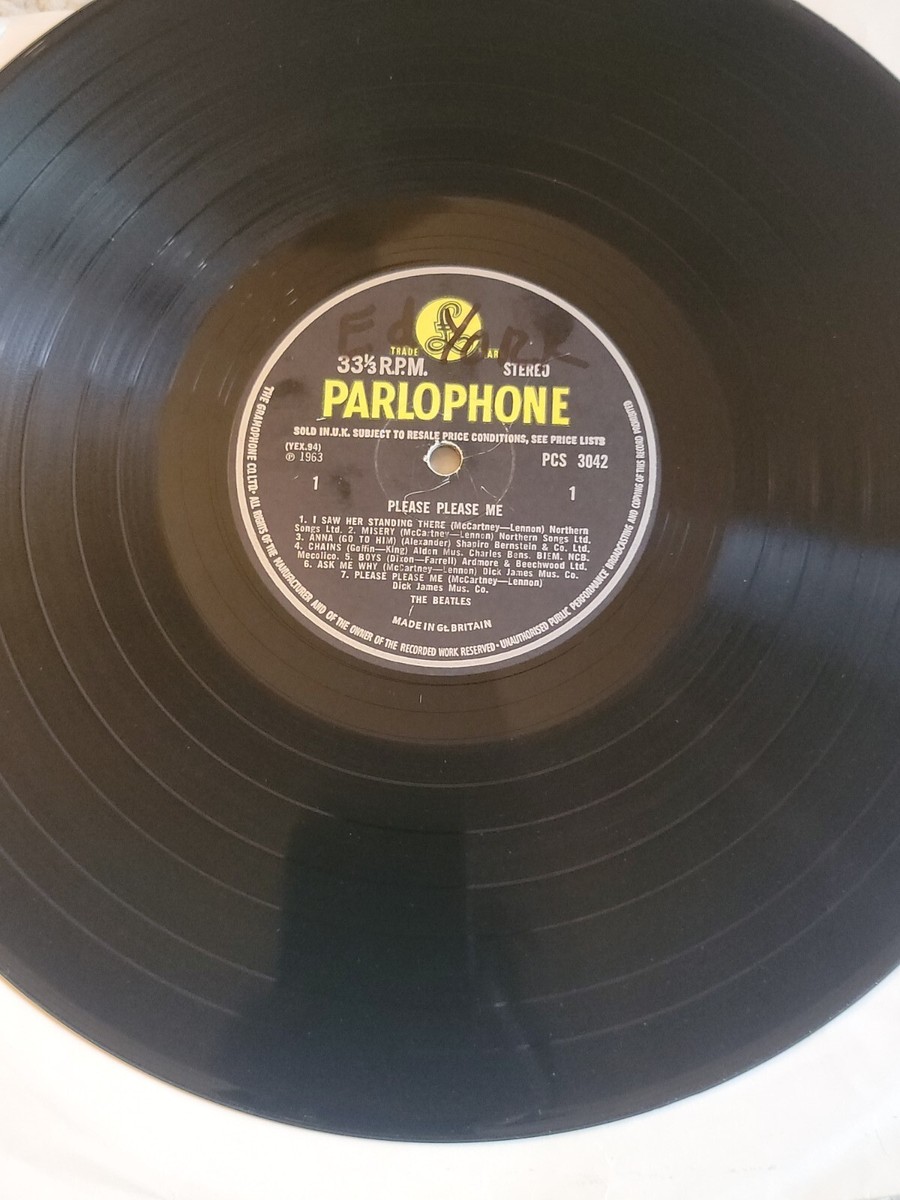 Ed York
£
TRADE MARK
33⅓ R.P.M. STEREO
PARLOPHONE
SOLD IN U.K. SUBJECT TO RESALE PRICE CONDITIONS, SEE PRICE LISTS
(YEX.94)
℗ 1963
PCS 3042
1 1
PLEASE PLEASE ME
1. I SAW HER STANDING THERE (McCartney—Lennon) Northern
Songs Ltd. 2. MISERY (McCartney—Lennon) Northern Songs Ltd.
3. ANNA (GO TO HIM) (Alexander) Shapiro Bernstein & Co. Ltd.
4. CHAINS (Goffin—King) Aldon Mus. Charles Bens. BIEM. NCB.
Mecolico. 5. BOYS (Dixon—Farrell) Ardmore & Beechwood Ltd.
6. ASK ME WHY (McCartney—Lennon) Dick James Mus. Co.
7. PLEASE PLEASE ME (McCartney—Lennon)
Dick James Mus. Co.
THE BEATLES
MADE IN Gt. BRITAIN
THE GRAMOPHONE CO. LTD. · ALL RIGHTS OF THE MANUFACTURER AND OF THE OWNER OF THE RECORDED WORK RESERVED · UNAUTHORISED PUBLIC PERFORMANCE BROADCASTING AND COPYING OF THIS RECORD PROHIBITED